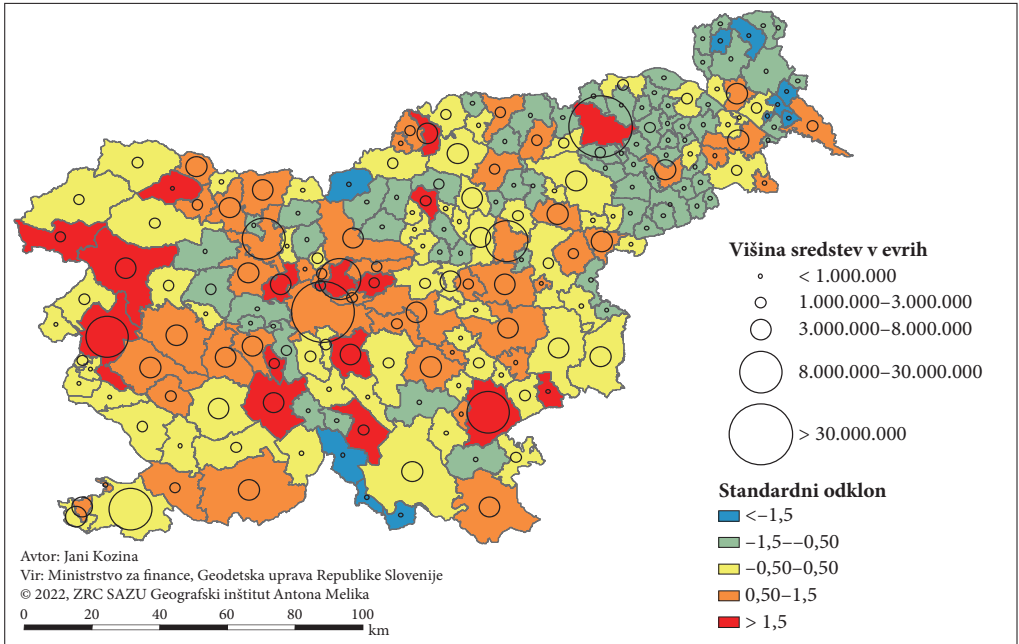 Višina sredstev v evrih
< 1.000.000
1.000.000–3.000.000
3.000.000–8.000.000
8.000.000–30.000.000
> 30.000.000
Standardni odklon
<–1,5
–1,5––0,50
–0,50–0,50
0,50–1,5
> 1,5
Avtor: Jani Kozina
Vir: Ministrstvo za finance, Geodetska uprava Republike Slovenije
© 2022, ZRC SAZU Geografski inštitut Antona Melika
0 20 40 60 80 100
km